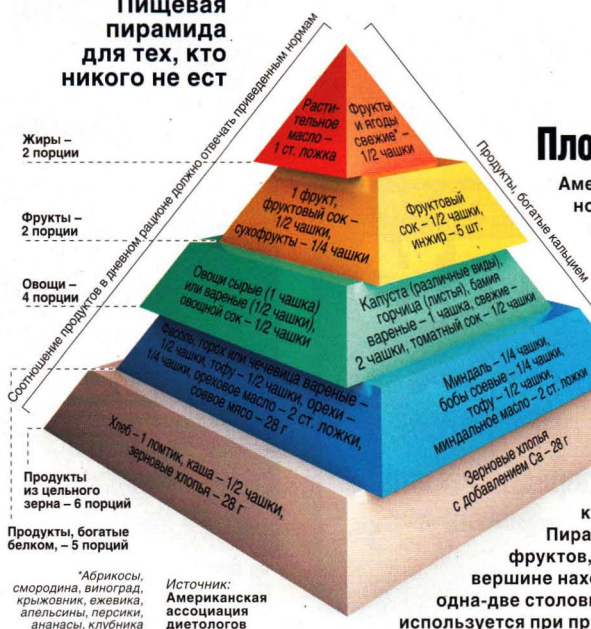 Пищевая
пирамида
для тех, кто
никого не ест
Соотношение продуктов в дневном рационе должно отвечать приведенным нормам
Продукты, богатые кальцием
Жиры –
2 порции
Фрукты –
2 порции
Овощи –
4 порции
Продукты
из цельного
зерна – 6 порций
Продукты, богатые
белком, – 5 порций
Расти-
тельное
масло –
1 ст. ложка
Фрукты
и ягоды
свежие* –
1/2 чашки
1 фрукт,
фруктовый сок –
1/2 чашки,
сухофрукты – 1/4 чашки
Фруктовый
сок – 1/2 чашки,
инжир – 5 шт.
Овощи сырые (1 чашка)
или вареные (1/2 чашки),
овощной сок – 1/2 чашки
Капуста (различные виды),
горчица (листья), бамия
вареные – 1 чашка, свежие –
2 чашки, томатный сок – 1/2 чашки
Фасоль, горох или чечевица вареные –
1/2 чашки, тофу – 1/2 чашки, орехи –
1/4 чашки, ореховое масло – 2 ст. ложки,
соевое мясо – 28 г
Миндаль – 1/4 чашки,
бобы соевые – 1/4 чашки,
тофу – 1/2 чашки,
миндальное масло – 2 ст. ложки
Хлеб – 1 ломтик, каша – 1/2 чашки,
зерновые хлопья – 28 г
Зерновые хлопья
с добавлением Ca – 28 г
*Абрикосы,
смородина, виноград,
крыжовник, ежевика,
апельсины, персики,
ананасы, клубника
Источник:
Американская
ассоциация
диетологов
Пло
Аме
но
к
Пира
фруктов,
вершине нахо
одна-две столови
используется при пр